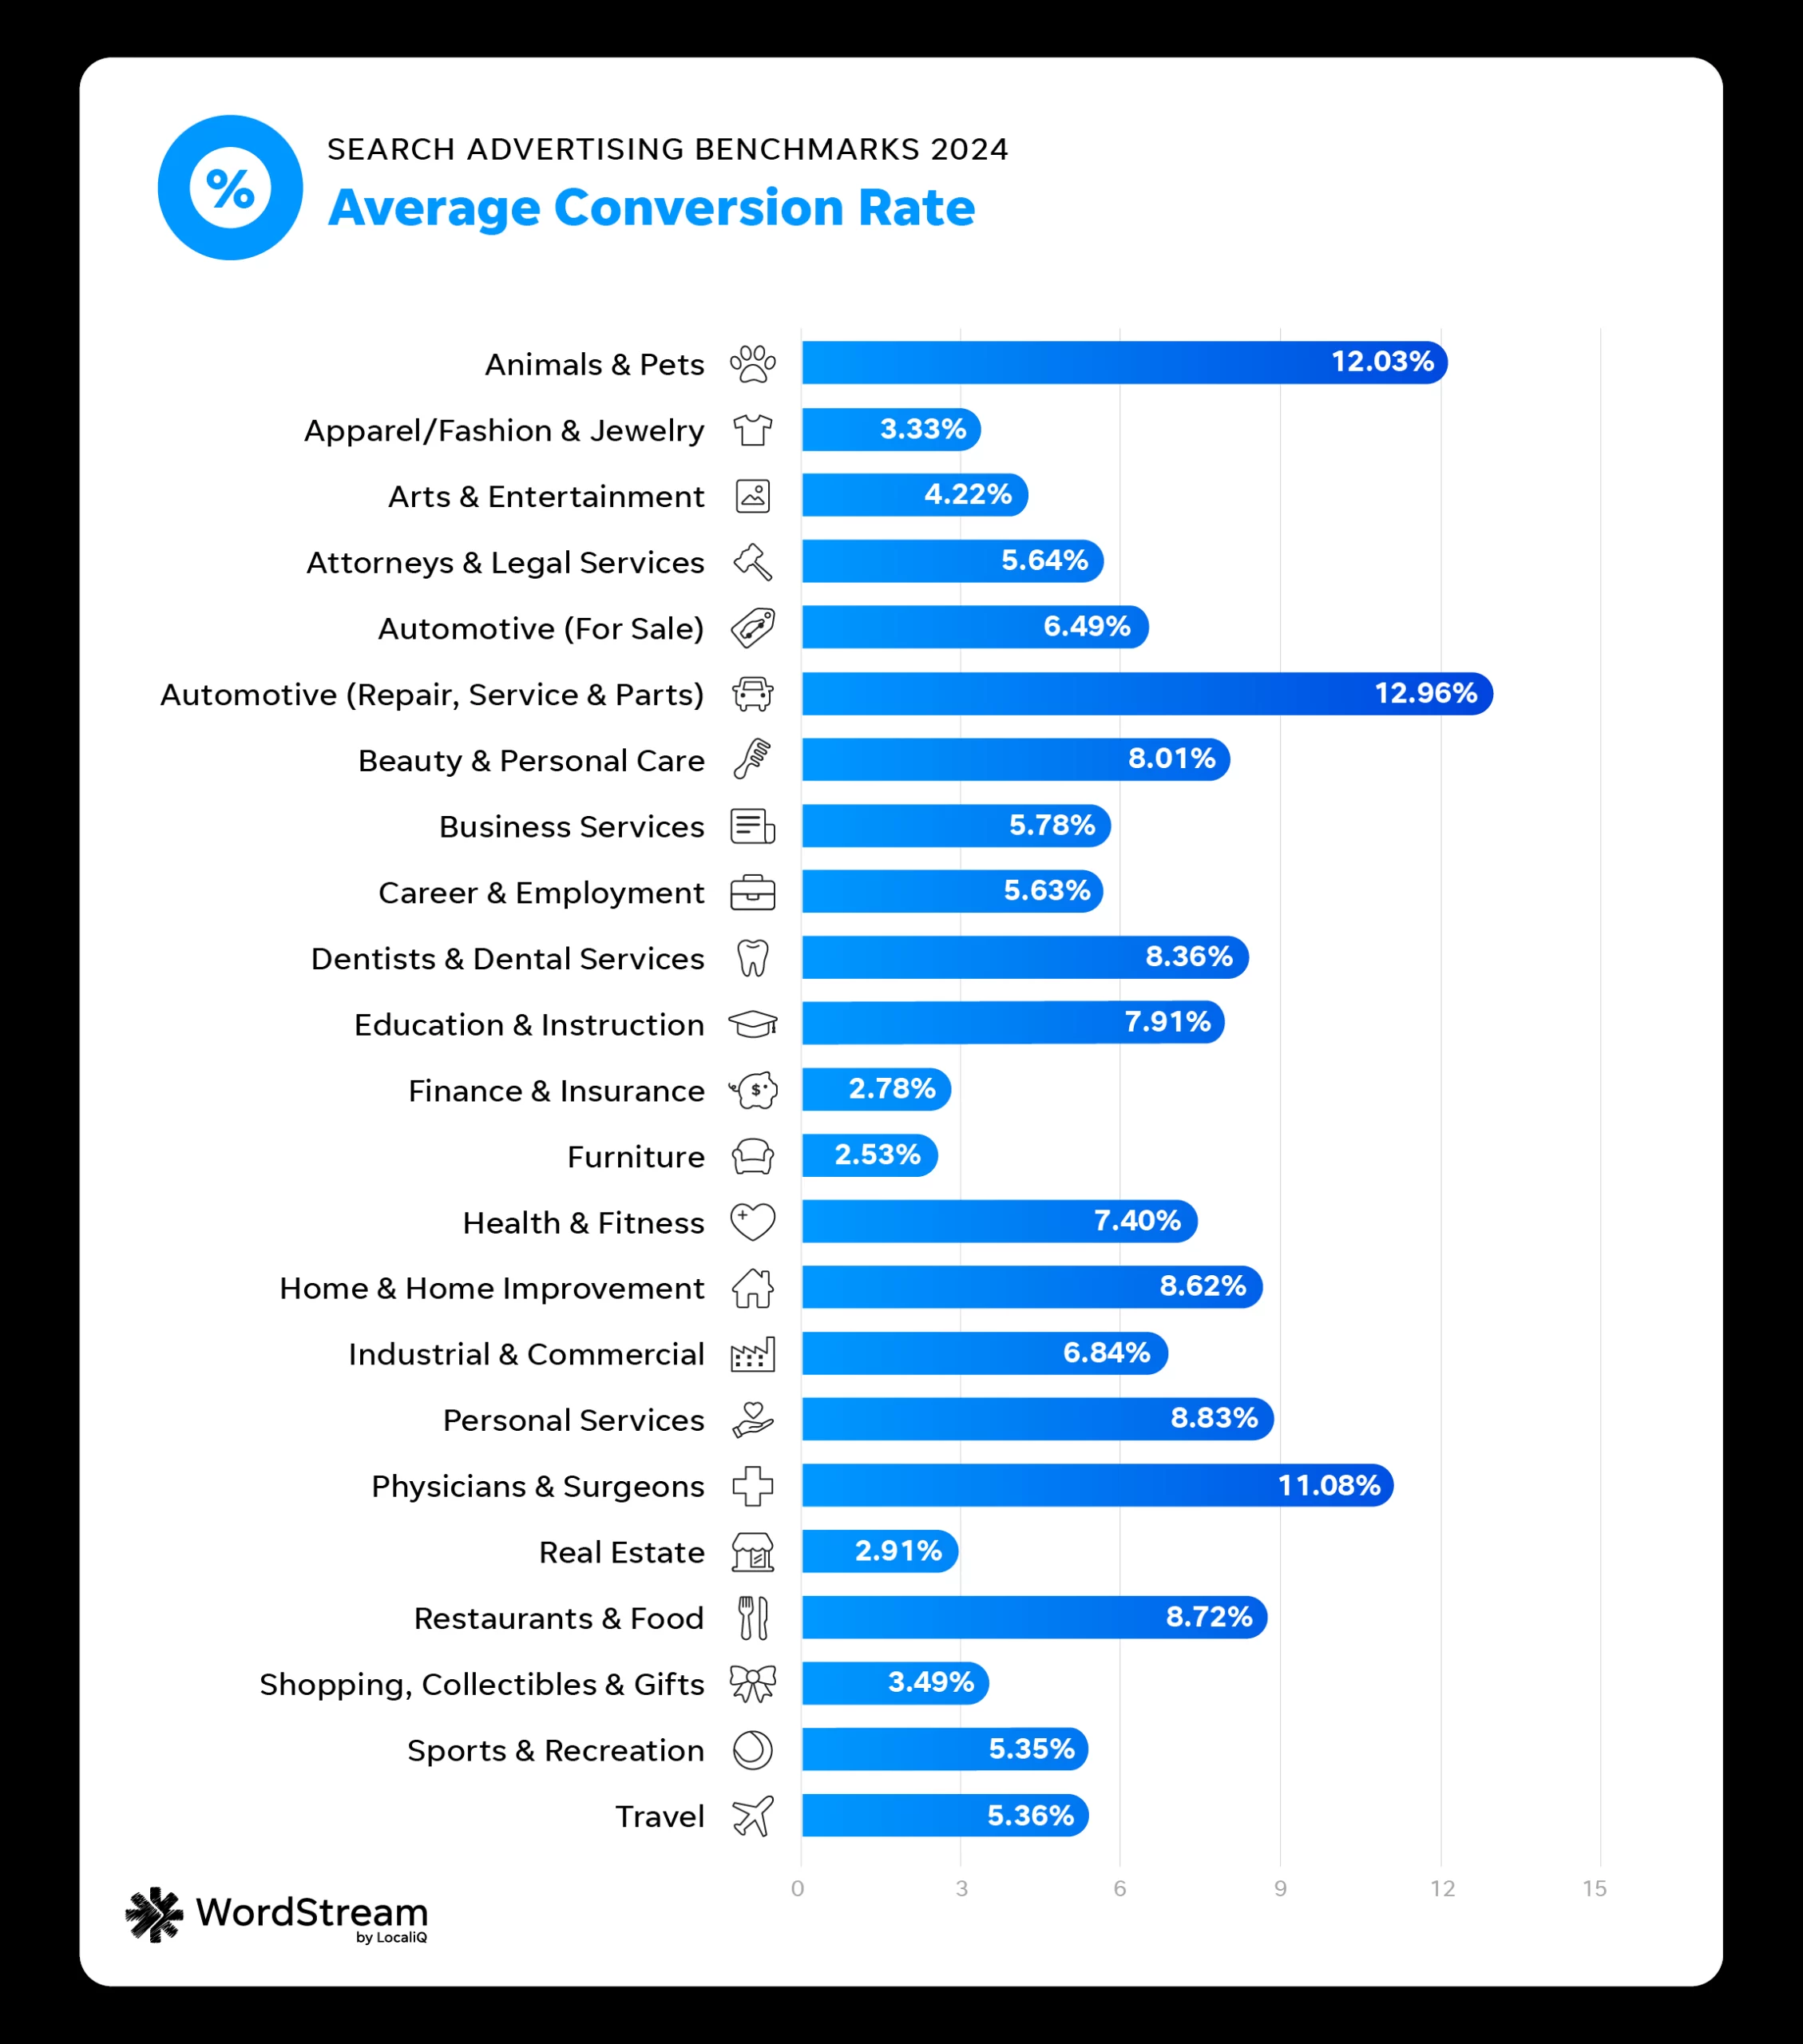 %
SEARCH ADVERTISING BENCHMARKS 2024
Average Conversion Rate
Animals & Pets 12.03%
Apparel/Fashion & Jewelry 3.33%
Arts & Entertainment 4.22%
Attorneys & Legal Services 5.64%
Automotive (For Sale) 6.49%
Automotive (Repair, Service & Parts) 12.96%
Beauty & Personal Care 8.01%
Business Services 5.78%
Career & Employment 5.63%
Dentists & Dental Services 8.36%
Education & Instruction 7.91%
Finance & Insurance $ 2.78%
Furniture 2.53%
Health & Fitness 7.40%
Home & Home Improvement 8.62%
Industrial & Commercial 6.84%
Personal Services 8.83%
Physicians & Surgeons 11.08%
Real Estate 2.91%
Restaurants & Food 8.72%
Shopping, Collectibles & Gifts 3.49%
Sports & Recreation 5.35%
Travel 5.36%
0 3 6 9 12 15
WordStream
by LocaliQ